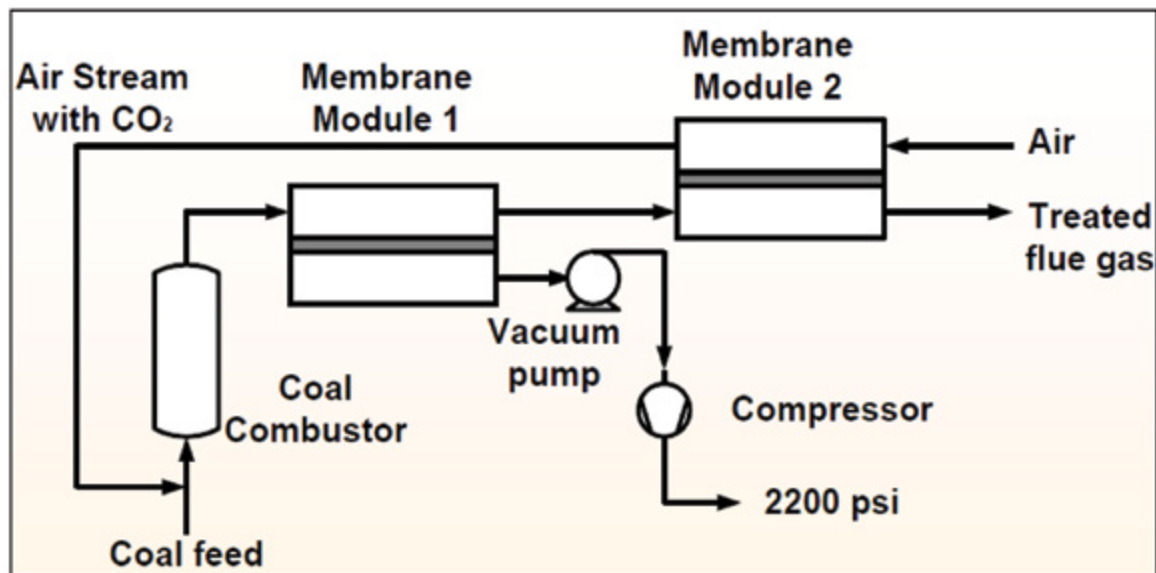 Air Stream
with CO₂
Membrane
Module 1
Membrane
Module 2
Air
Treated
flue gas
Vacuum
pump
Coal
Combustor
Compressor
2200 psi
Coal feed